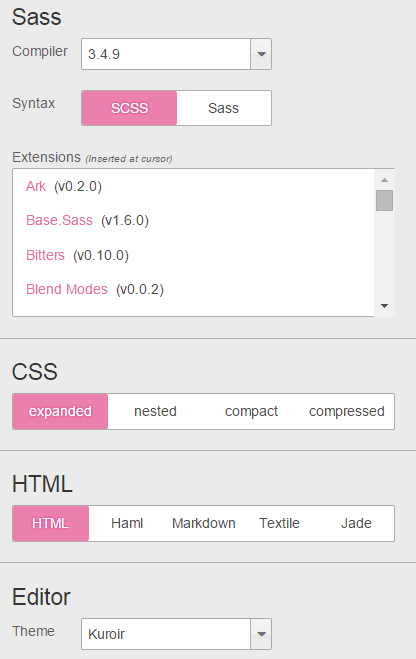 Sass
Compiler 3.4.9
Syntax SCSS Sass
Extensions (Inserted at cursor)
Ark (v0.2.0)
Base.Sass (v1.6.0)
Bitters (v0.10.0)
Blend Modes (v0.0.2)
CSS
expanded nested compact compressed
HTML
HTML Haml Markdown Textile Jade
Editor
Theme Kuroir